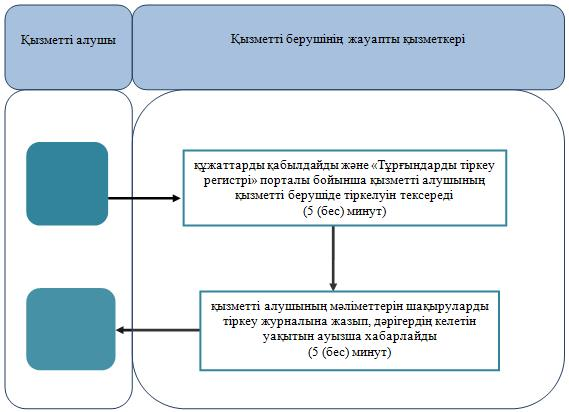 Қызметті алушы
Қызметті берушінің жауапты қызметкері
құжаттарды қабылдайды және «Тұрғындарды тіркеу
регистрі» порталы бойынша қызметті алушының
қызметті берушіде тіркелуін тексереді
(5 (бес) минут)
қызметті алушының мәліметтерін шақыруларды
тіркеу журналына жазып, дәрігердің келетін
уақытын ауызша хабарлайды
(5 (бес) минут)